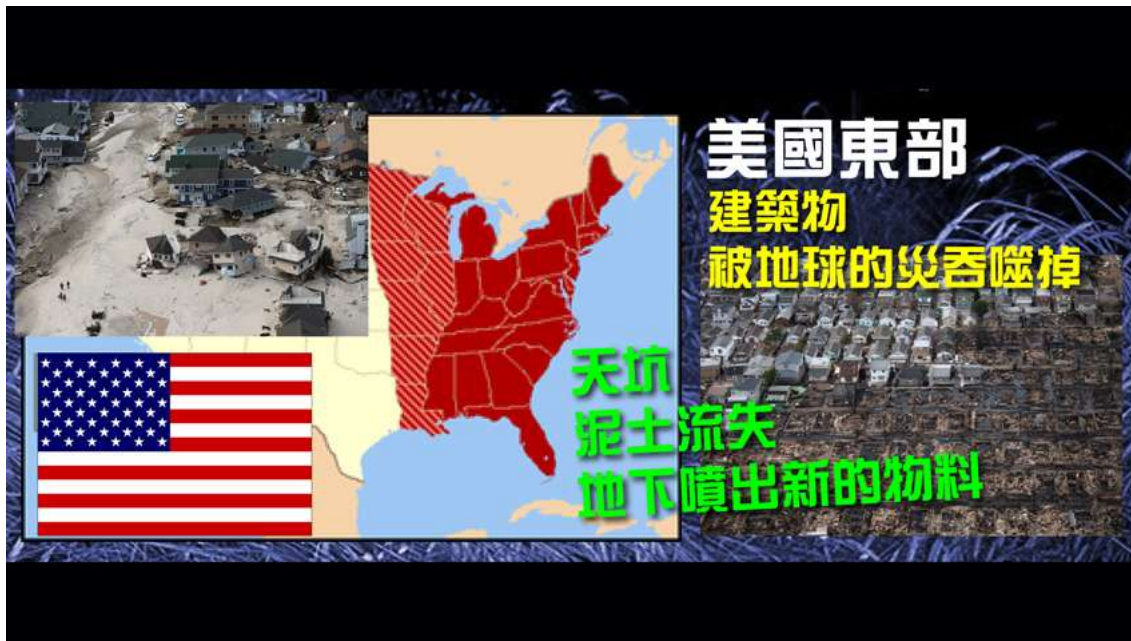 美國東部
建築物
被地球的災吞噬掉
天坑
泥土流失
地下噴出新的物料